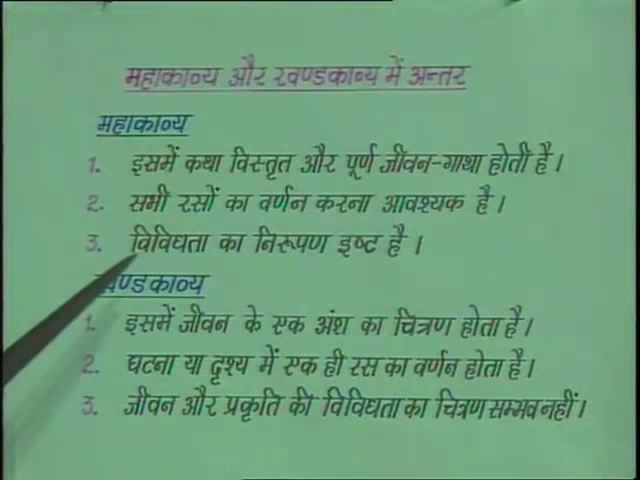 महाकाव्य और खण्डकाव्य में अन्तर
महाकाव्य
1. इसमें कथा विस्तृत और पूर्ण जीवन-गाथा होती है।
2. सभी रसों का वर्णन करना आवश्यक है।
3. विविधता का निरूपण इष्ट है।
खण्डकाव्य
1. इसमें जीवन के एक अंश का चित्रण होता है।
2. घटना या दृश्य में एक ही रस का वर्णन होता है।
3. जीवन और प्रकृति की विविधता का चित्रण सम्भव नहीं।